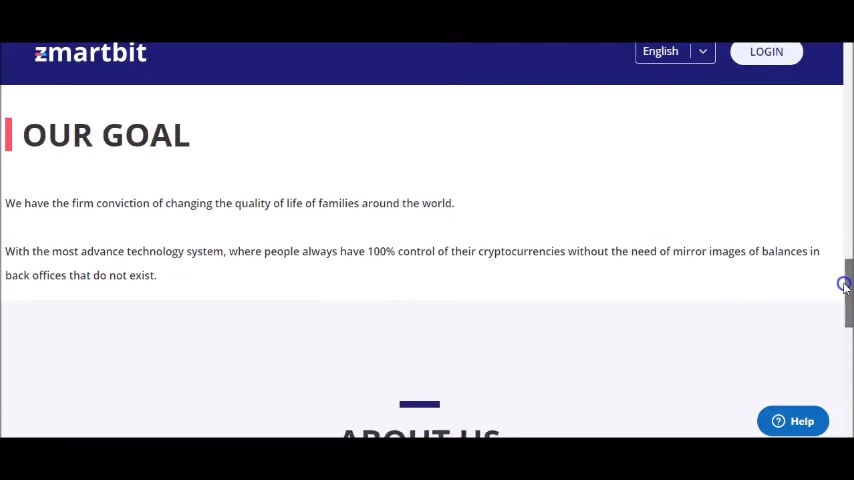 zmartbit
English
LOGIN
OUR GOAL
We have the firm conviction of changing the quality of life of families around the world.
With the most advance technology system, where people always have 100% control of their cryptocurrencies without the need of mirror images of balances in
back offices that do not exist.
ABOUT US
Help